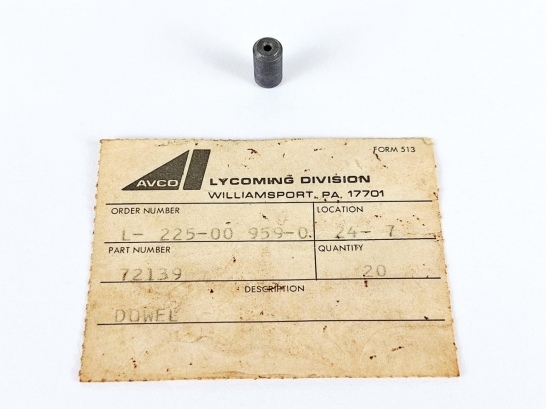 FORM 513
AVCO
LYCOMING DIVISION
WILLIAMSPORT, PA. 17701
ORDER NUMBER LOCATION
L- 225-00 959-0 24- 7
PART NUMBER QUANTITY
72139 20
DESCRIPTION
DOWEL